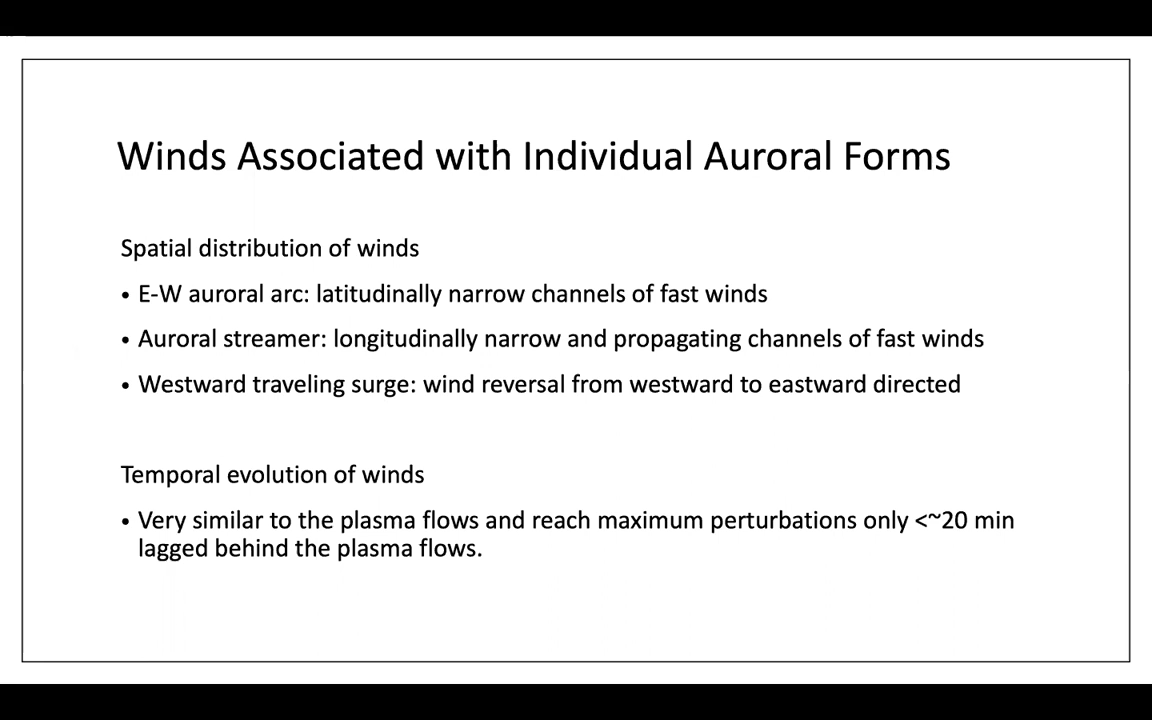 Winds Associated with Individual Auroral Forms
Spatial distribution of winds
• E-W auroral arc: latitudinally narrow channels of fast winds
• Auroral streamer: longitudinally narrow and propagating channels of fast winds
• Westward traveling surge: wind reversal from westward to eastward directed
Temporal evolution of winds
• Very similar to the plasma flows and reach maximum perturbations only <~20 min
lagged behind the plasma flows.